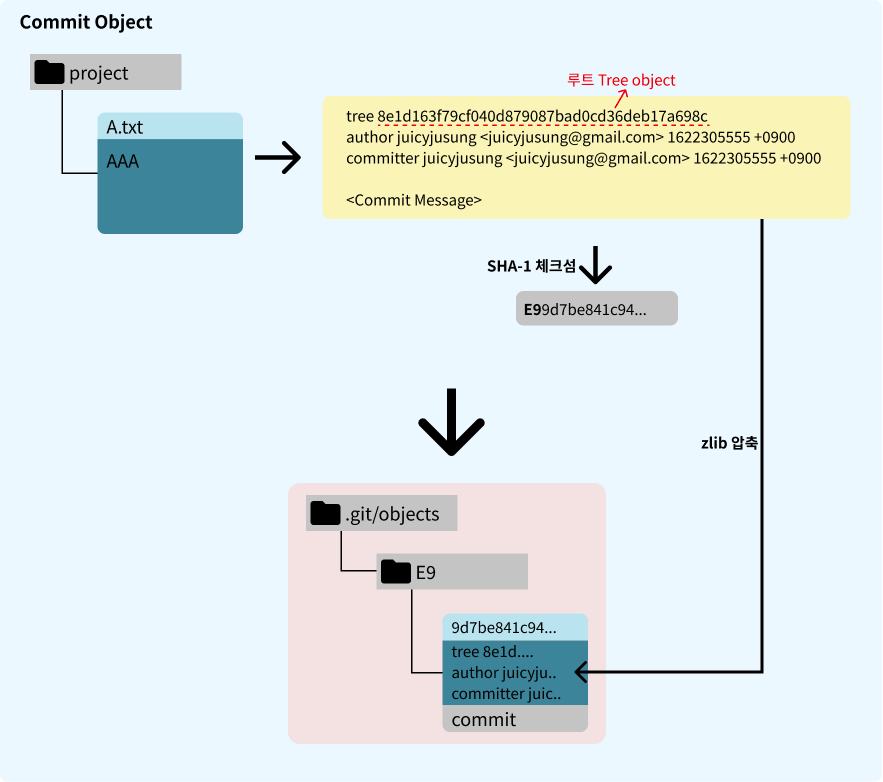 Commit Object
project
A.txt
AAA
루트 Tree object
tree 8e1d163f79cf040d879087bad0cd36deb17a698c
author juicyjusung <juicyjusung@gmail.com> 1622305555 +0900
committer juicyjusung <juicyjusung@gmail.com> 1622305555 +0900
<Commit Message>
SHA-1 체크섬
E99d7be841c94...
zlib 압축
.git/objects
E9
9d7be841c94...
tree 8e1d....
author juicyju..
committer juic..
commit